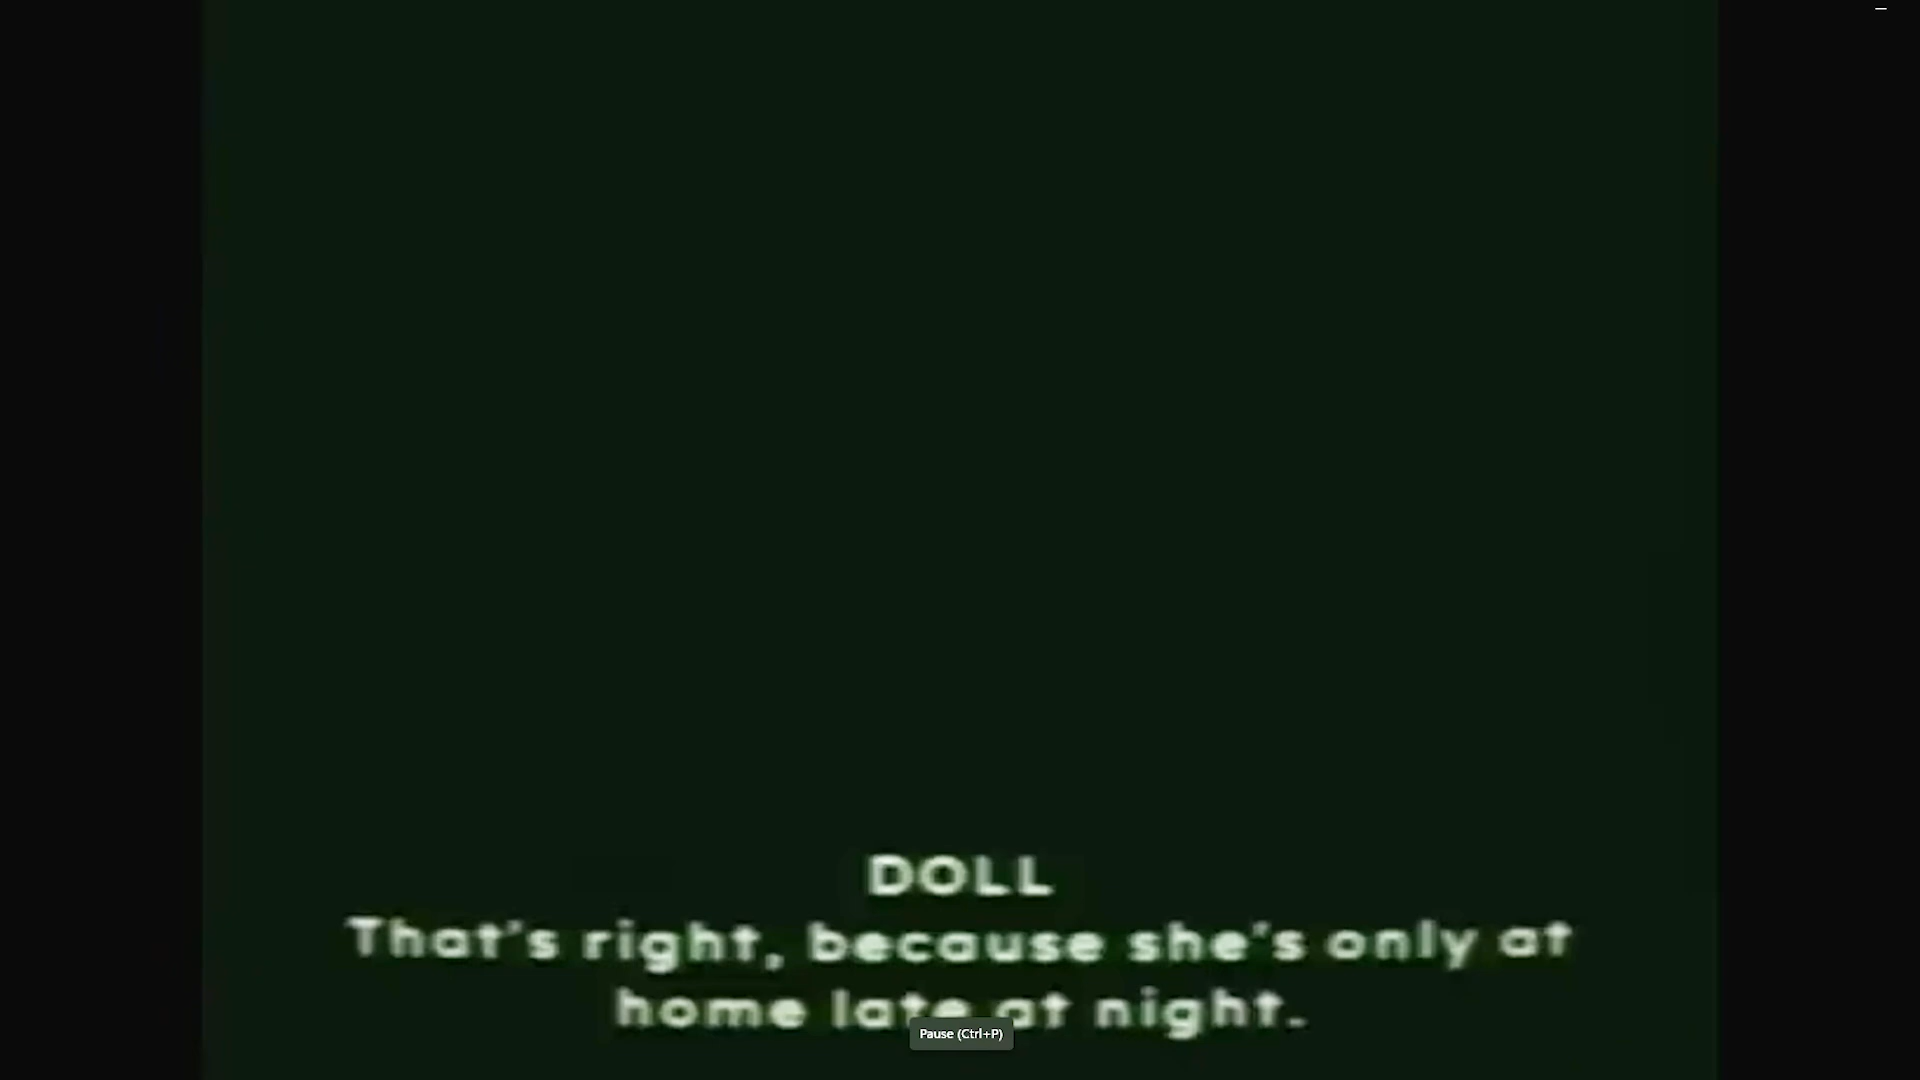 DOLL
That's right, because she's only at
home late at night.
Pause (Ctrl+P)